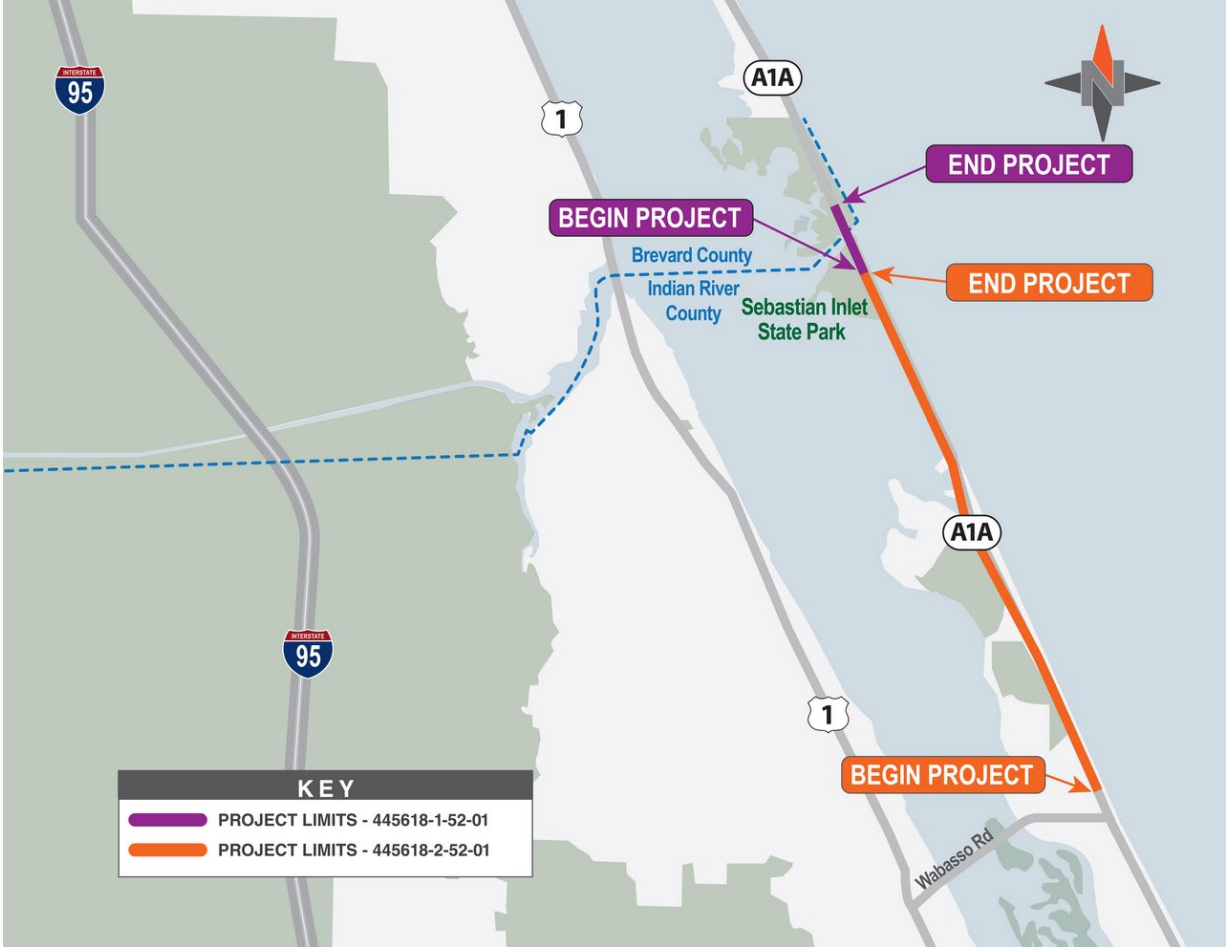 INTERSTATE
95
1
A1A
N
END PROJECT
BEGIN PROJECT
Brevard County
Indian River
County
Sebastian Inlet
State Park
END PROJECT
A1A
INTERSTATE
95
1
BEGIN PROJECT
Wabasso Rd
KEY
PROJECT LIMITS - 445618-1-52-01
PROJECT LIMITS - 445618-2-52-01